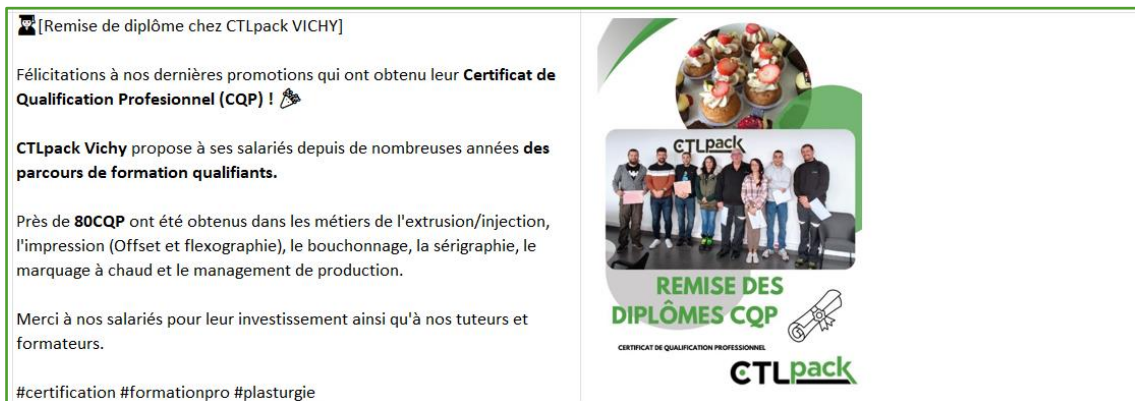 [Remise de diplôme chez CTLpack VICHY]
Félicitations à nos dernières promotions qui ont obtenu leur Certificat de
Qualification Profesionnel (CQP) !
CTLpack Vichy propose à ses salariés depuis de nombreuses années des
parcours de formation qualifiants.
Près de 80CQP ont été obtenus dans les métiers de l'extrusion/injection,
l'impression (Offset et flexographie), le bouchonnage, la sérigraphie, le
marquage à chaud et le management de production.
Merci à nos salariés pour leur investissement ainsi qu'à nos tuteurs et
formateurs.
#certification #formationpro #plasturgie
CTLpack
REMISE DES
DIPLÔMES CQP
CERTIFICAT DE QUALIFICATION PROFESSIONNEL
CTLpack